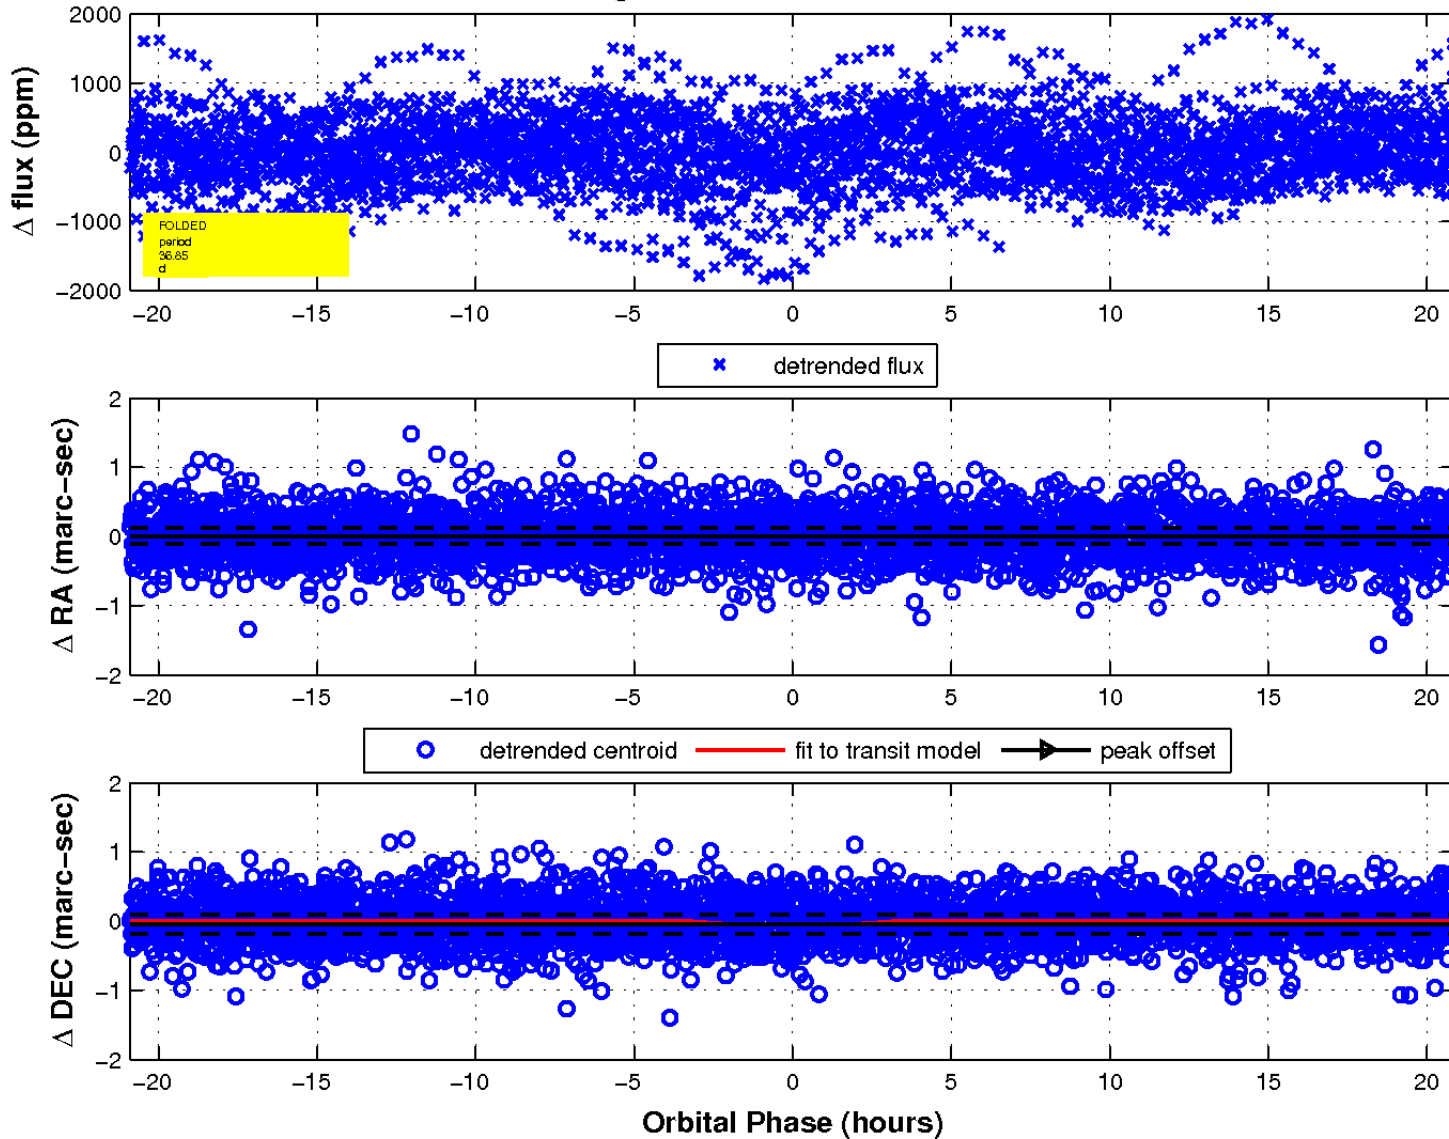 2000
1000
0
−1000
−2000
Δ flux (ppm)
FOLDED
period
36.85
d
−20 −15 −10 −5 0 5 10 15 20
detrended flux
2
1
0
−1
−2
Δ RA (marc−sec)
−20 −15 −10 −5 0 5 10 15 20
detrended centroid fit to transit model peak offset
2
1
0
−1
−2
Δ DEC (marc−sec)
−20 −15 −10 −5 0 5 10 15 20
Orbital Phase (hours)